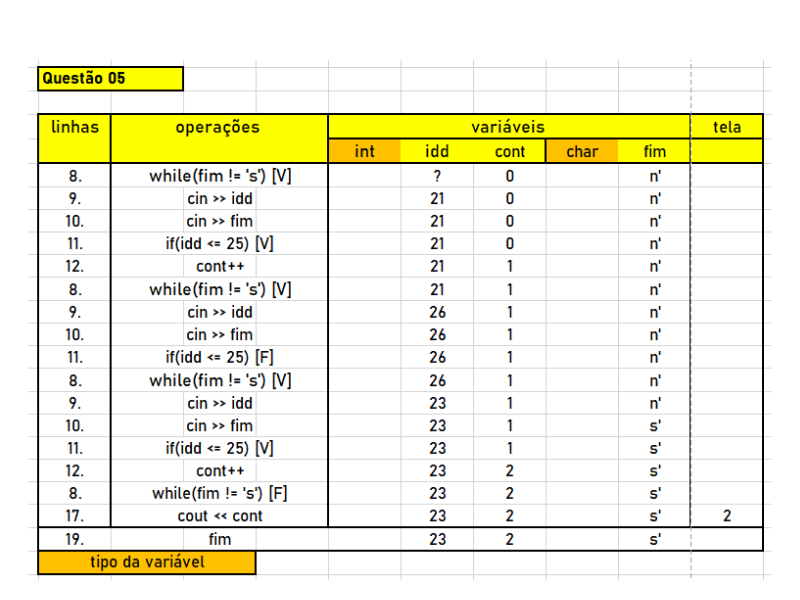 Questão 05
linhas operações variáveis tela
int idd cont char fim
8. while(fim != 's') [V] ? 0 n'
9. cin >> idd 21 0 n'
10. cin >> fim 21 0 n'
11. if(idd <= 25) [V] 21 0 n'
12. cont++ 21 1 n'
8. while(fim != 's') [V] 21 1 n'
9. cin >> idd 26 1 n'
10. cin >> fim 26 1 n'
11. if(idd <= 25) [F] 26 1 n'
8. while(fim != 's') [V] 26 1 n'
9. cin >> idd 23 1 n'
10. cin >> fim 23 1 s'
11. if(idd <= 25) [V] 23 1 s'
12. cont++ 23 2 s'
8. while(fim != 's') [F] 23 2 s'
17. cout << cont 23 2 s' 2
19. fim 23 2 s'
tipo da variável